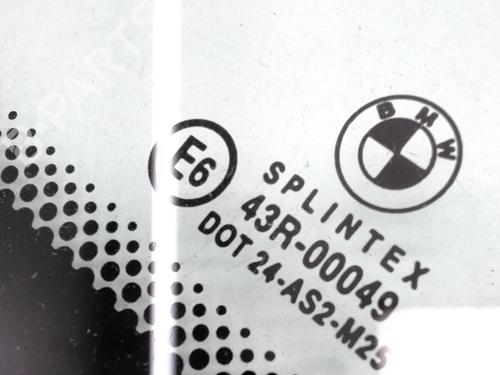 BMW
E6
SPLINTEX
43R-00049
DOT 24-AS2-M25